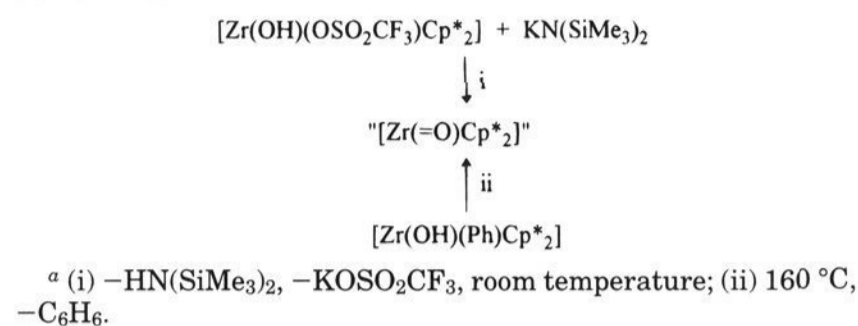 [Zr(OH)(OSO₂CF₃)Cp*₂] + KN(SiMe₃)₂
i
"[Zr(=O)Cp*₂]"
ii
[Zr(OH)(Ph)Cp*₂]
ᵃ (i) −HN(SiMe₃)₂, −KOSO₂CF₃, room temperature; (ii) 160 °C,
−C₆H₆.